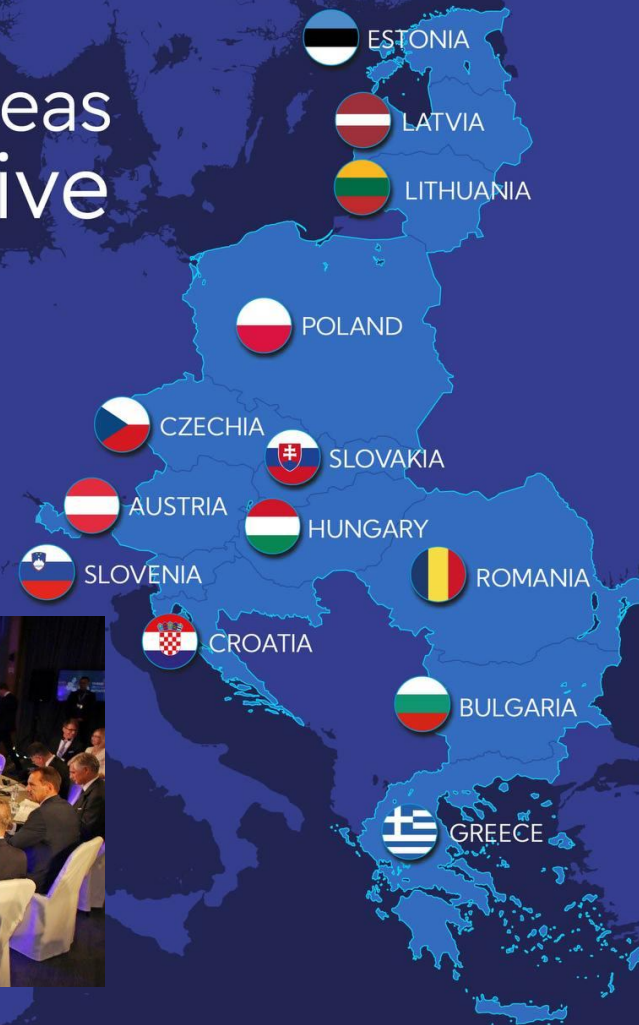 eas
ive
ESTONIA
LATVIA
LITHUANIA
POLAND
CZECHIA
SLOVAKIA
AUSTRIA
HUNGARY
SLOVENIA
ROMANIA
CROATIA
BULGARIA
GREECE